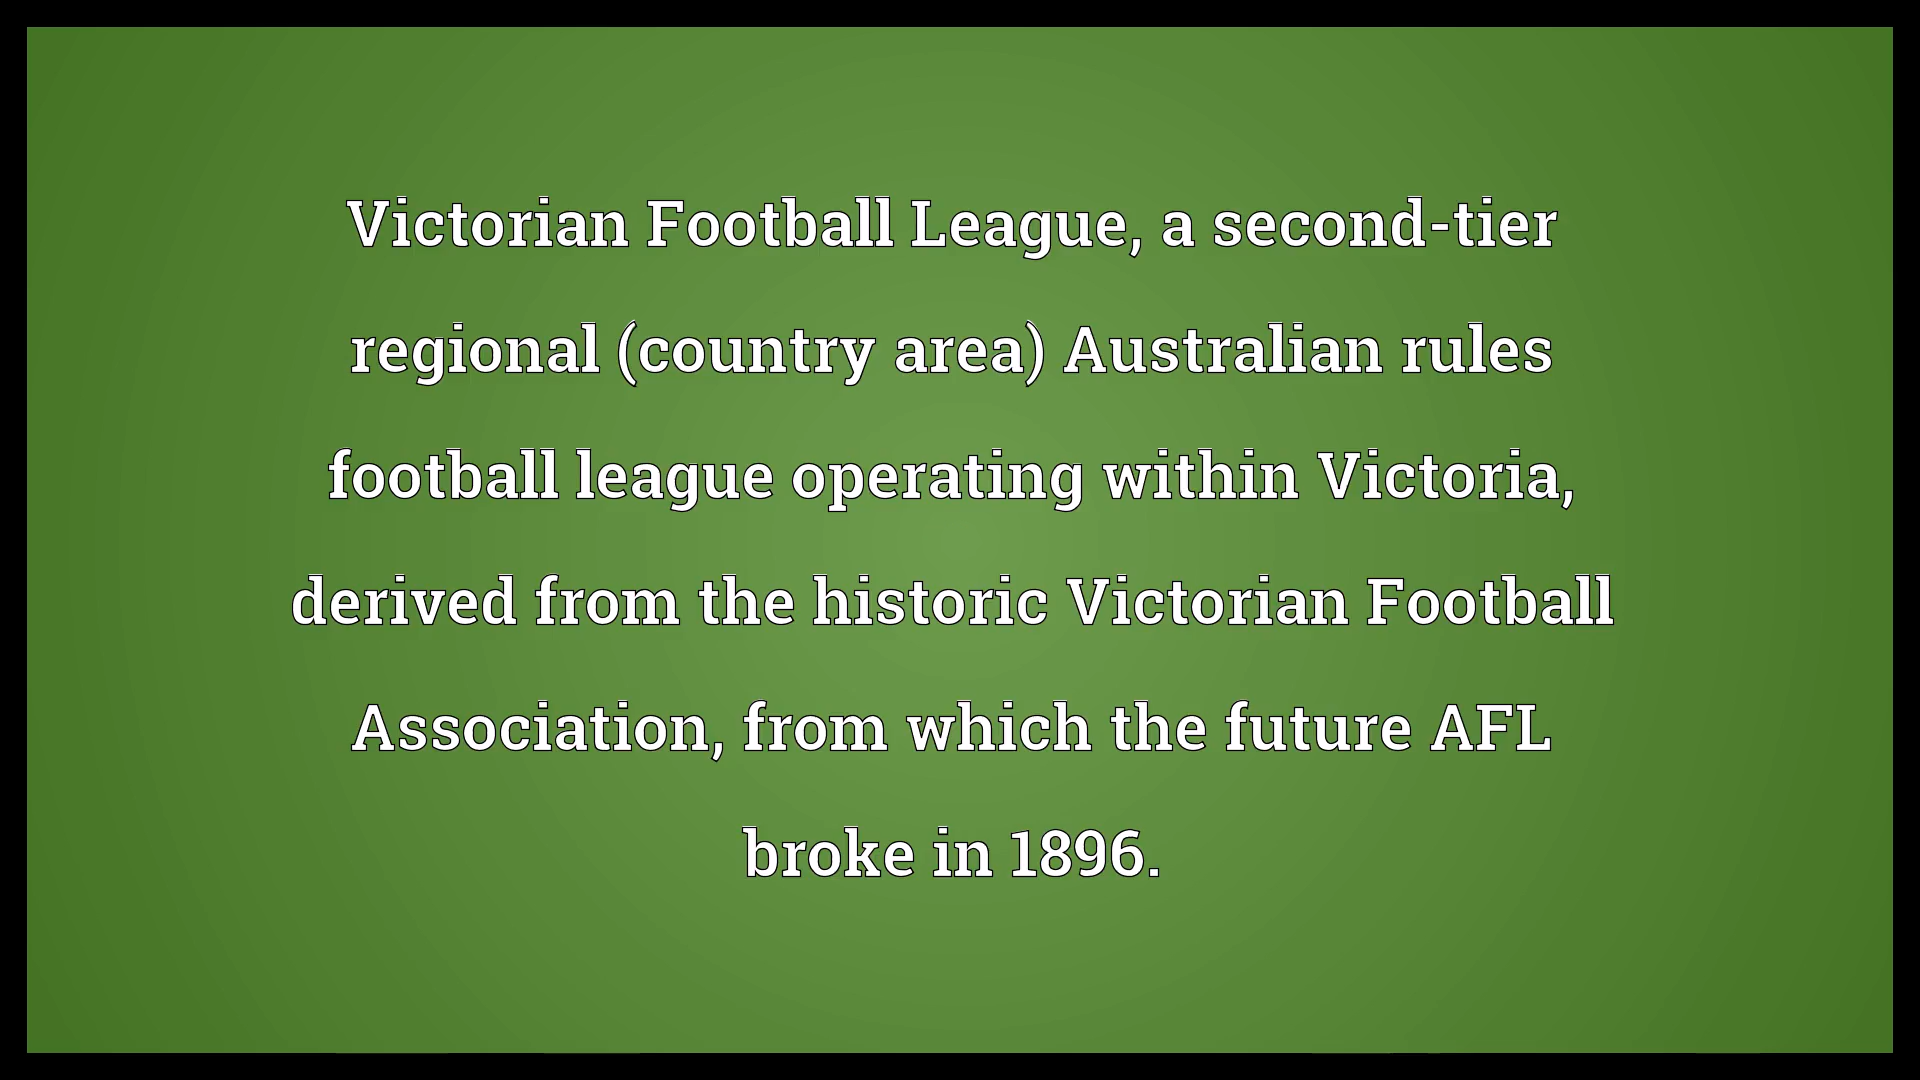 Victorian Football League, a second-tier
regional (country area) Australian rules
football league operating within Victoria,
derived from the historic Victorian Football
Association, from which the future AFL
broke in 1896.